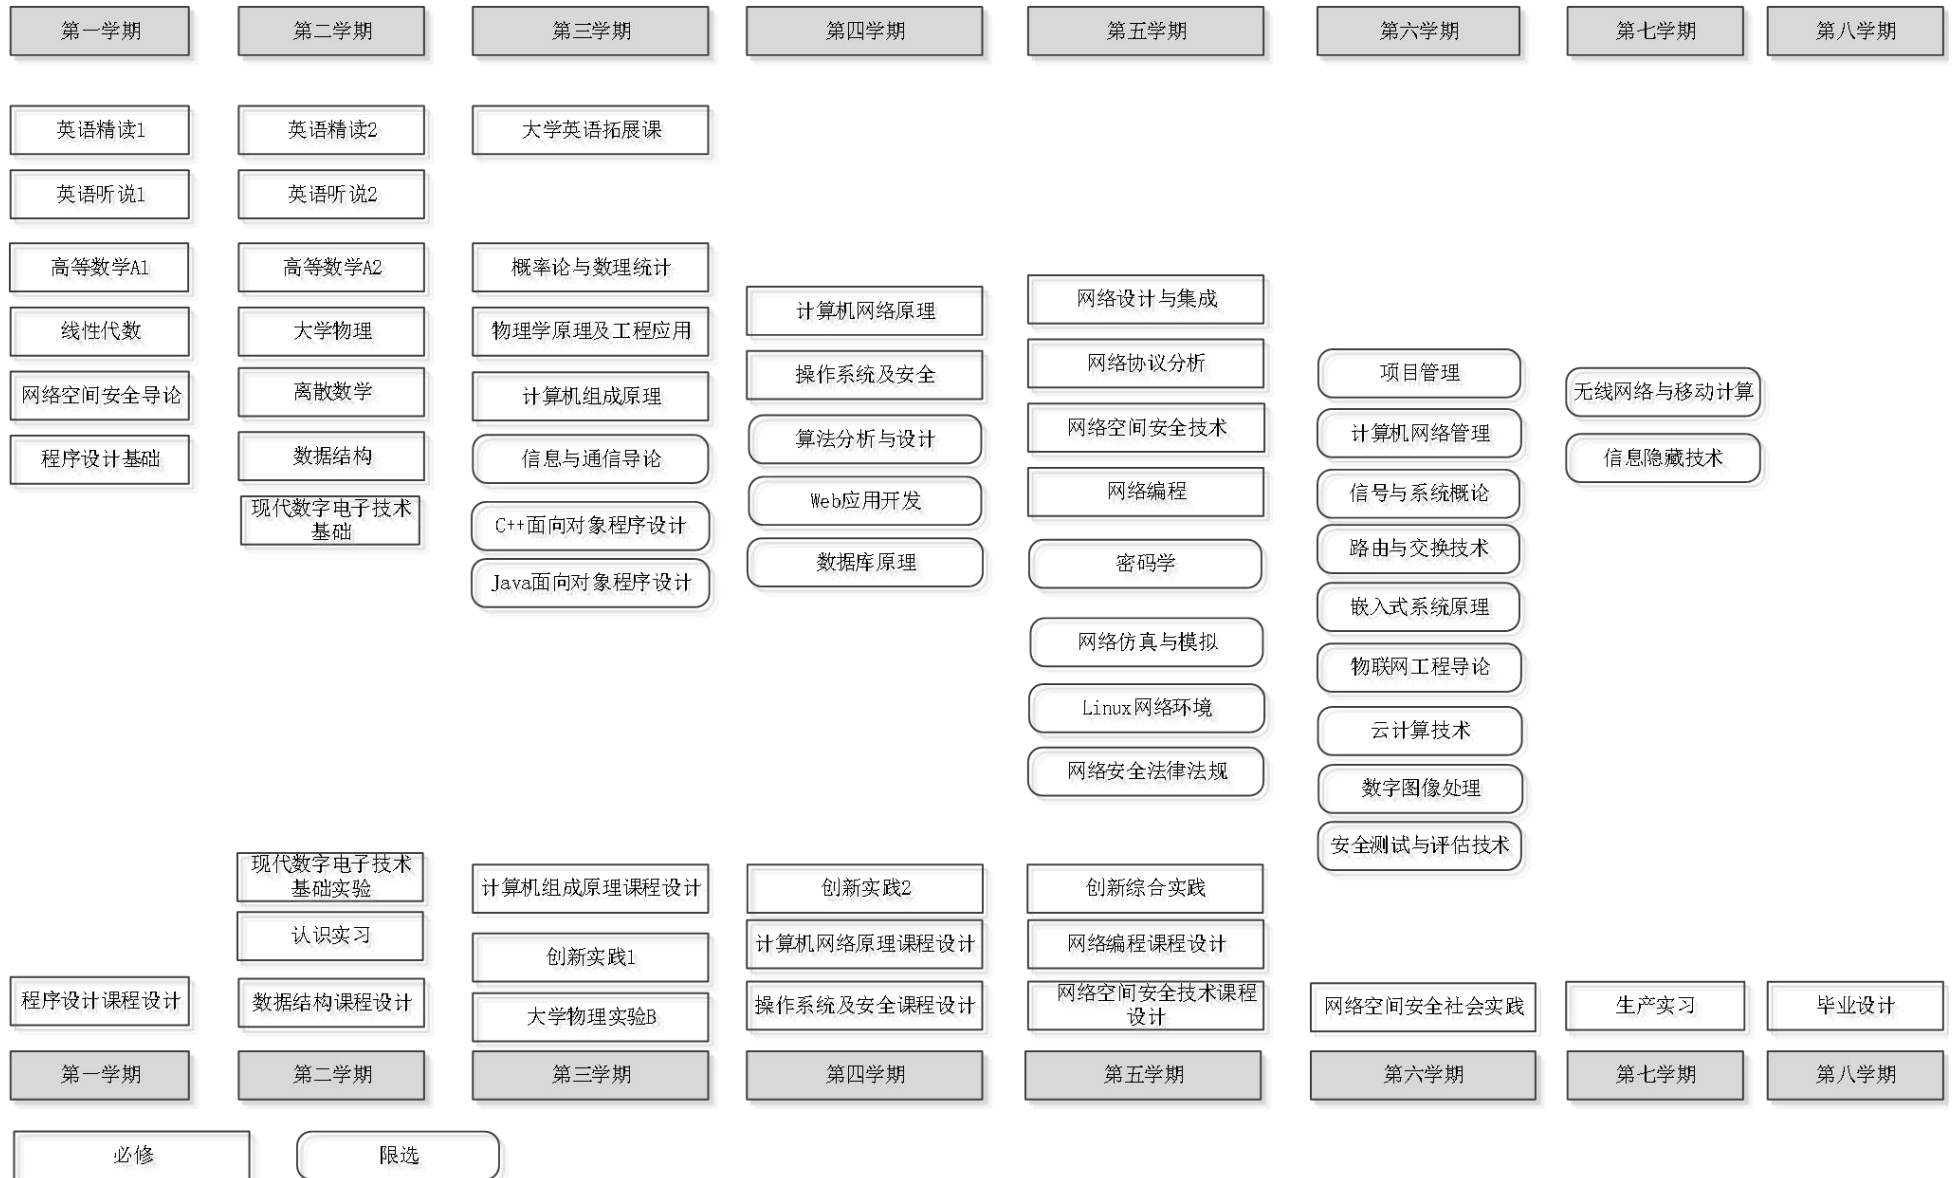 第一学期
第二学期
第三学期
第四学期
第五学期
第六学期
第七学期
第八学期
英语精读1
英语精读2
大学英语拓展课
英语听说1
英语听说2
高等数学A1
高等数学A2
概率论与数理统计
计算机网络原理
网络设计与集成
线性代数
大学物理
物理学原理及工程应用
操作系统及安全
网络协议分析
项目管理
网络空间安全导论
离散数学
计算机组成原理
算法分析与设计
网络空间安全技术
计算机网络管理
无线网络与移动计算
程序设计基础
数据结构
信息与通信导论
Web应用开发
网络编程
信号与系统概论
信息隐藏技术
现代数字电子技术
基础
C++面向对象程序设计
数据库原理
密码学
路由与交换技术
Java面向对象程序设计
嵌入式系统原理
网络仿真与模拟
物联网工程导论
Linux网络环境
云计算技术
网络安全法律法规
数字图像处理
安全测试与评估技术
现代数字电子技术
基础实验
计算机组成原理课程设计
创新实践2
创新综合实践
认识实习
创新实践1
计算机网络原理课程设计
网络编程课程设计
程序设计课程设计
数据结构课程设计
大学物理实验B
操作系统及安全课程设计
网络空间安全技术课程
设计
网络空间安全社会实践
生产实习
毕业设计
第一学期
第二学期
第三学期
第四学期
第五学期
第六学期
第七学期
第八学期
必修
限选